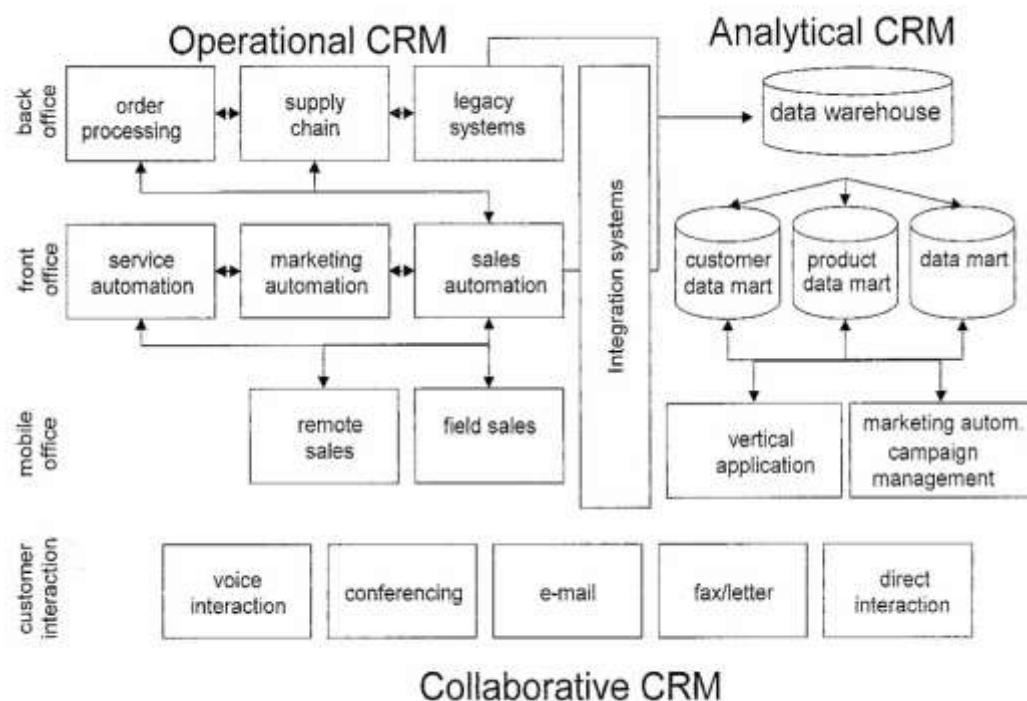 Operational CRM
Analytical CRM
back
office
order
processing
supply
chain
legacy
systems
data warehouse
front
office
service
automation
marketing
automation
sales
automation
Integration systems
customer
data mart
product
data mart
data mart
mobile
office
remote
sales
field sales
vertical
application
marketing autom.
campaign
management
customer
interaction
voice
interaction
conferencing
e-mail
fax/letter
direct
interaction
Collaborative CRM